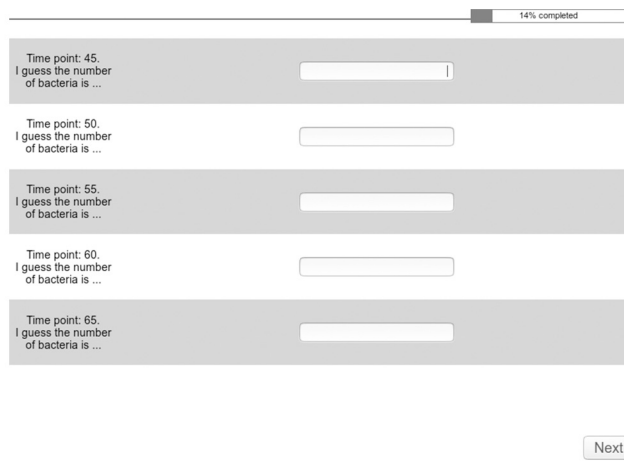 14% completed
Time point: 45.
I guess the number
of bacteria is ...
Time point: 50.
I guess the number
of bacteria is ...
Time point: 55.
I guess the number
of bacteria is ...
Time point: 60.
I guess the number
of bacteria is ...
Time point: 65.
I guess the number
of bacteria is ...
Next